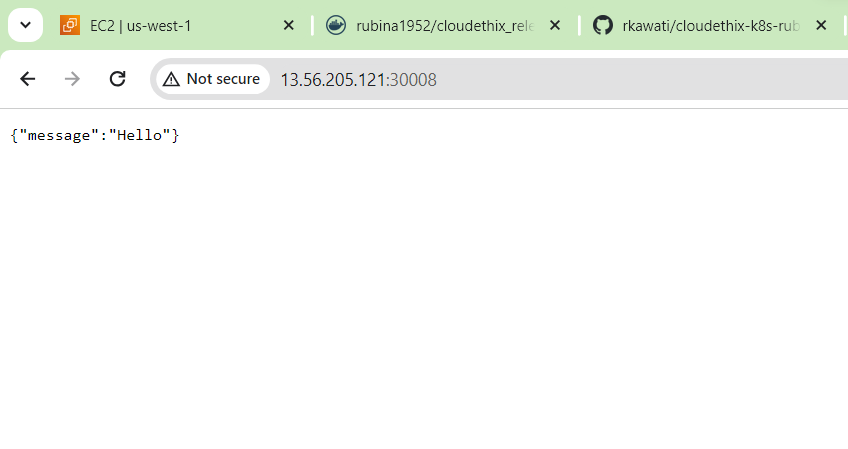 EC2 | us-west-1
rubina1952/cloudethix_rele
rkawati/cloudethix-k8s-rub
Not secure
13.56.205.121:30008
{"message":"Hello"}